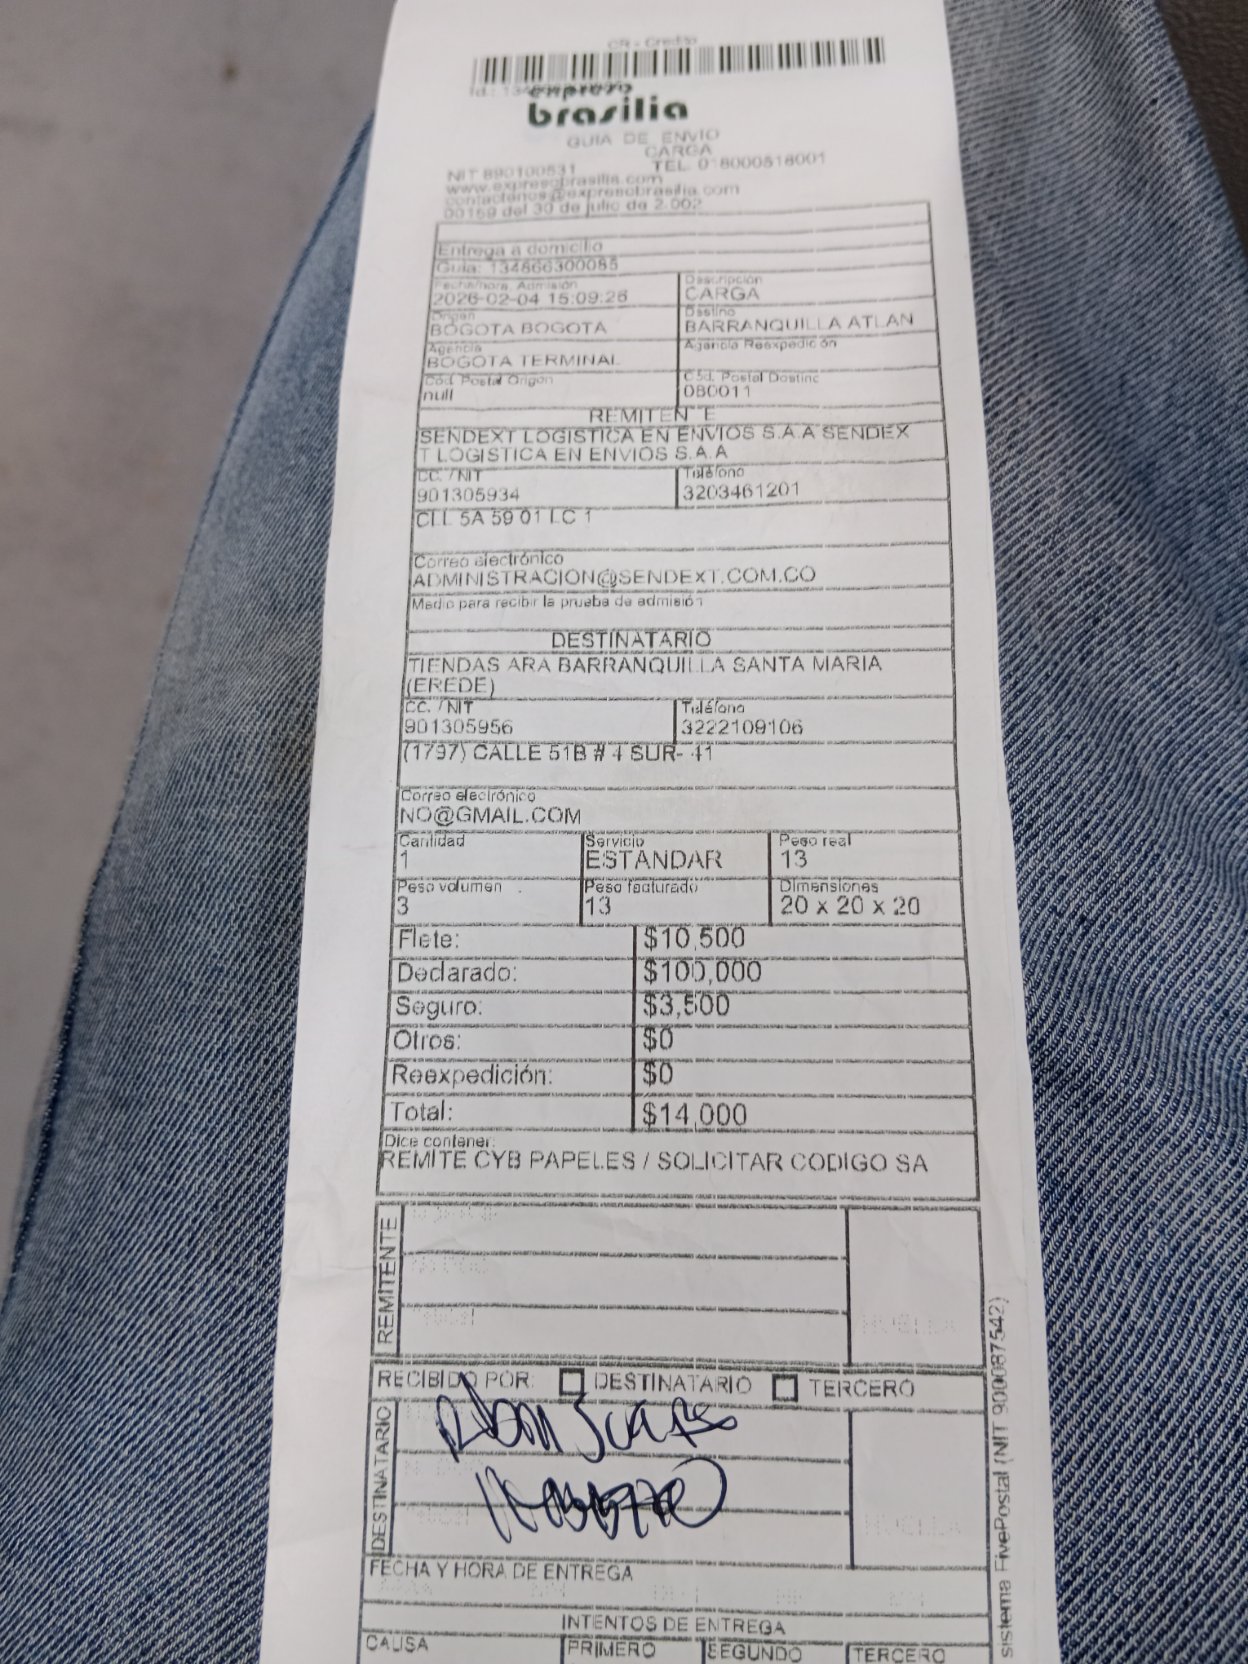 CR - Credito
expreso
brasilia
GUIA DE ENVIO
CARGA
NIT 890100531 TEL. 018000518001
www.expresobrasilia.com
contactenos@expresobrasilia.com
00159 del 30 de julio de 2.002
Entrega a domicilio
Guia: 134866300085
Fecha/hora Admisión Descripción
2026-02-04 15:09:26 CARGA
Origen Destino
BOGOTA BOGOTA BARRANQUILLA ATLAN
Agencia Agencia Reexpedición
BOGOTA TERMINAL
Cód. Postal Origen Cód. Postal Destino
null 080011
REMITENTE
SENDEXT LOGISTICA EN ENVIOS S.A.A SENDEX
T LOGISTICA EN ENVIOS S.A.A
CC. / NIT Teléfono
901305934 3203461201
CLL 5A 59 01 LC 1
Correo electrónico
ADMINISTRACION@SENDEXT.COM.CO
Medio para recibir la prueba de admisión
DESTINATARIO
TIENDAS ARA BARRANQUILLA SANTA MARIA
(EREDE)
CC. / NIT Teléfono
901305956 3222109106
(1797) CALLE 51B # 4 SUR- 41
Correo electrónico
NO@GMAIL.COM
Cantidad Servicio Peso real
1 ESTANDAR 13
Peso volumen Peso facturado Dimensiones
3 13 20 x 20 x 20
Flete: $10,500
Declarado: $100,000
Seguro: $3,500
Otros: $0
Reexpedición: $0
Total: $14,000
Dice contener:
REMITE CYB PAPELES / SOLICITAR CODIGO SA
REMITENTE
HUELLA
RECIBIDO POR: DESTINATARIO TERCERO
DESTINATARIO
HUELLA
FECHA Y HORA DE ENTREGA
INTENTOS DE ENTREGA
CAUSA PRIMERO SEGUNDO TERCERO
sistema FivePostal (NIT 900087542)